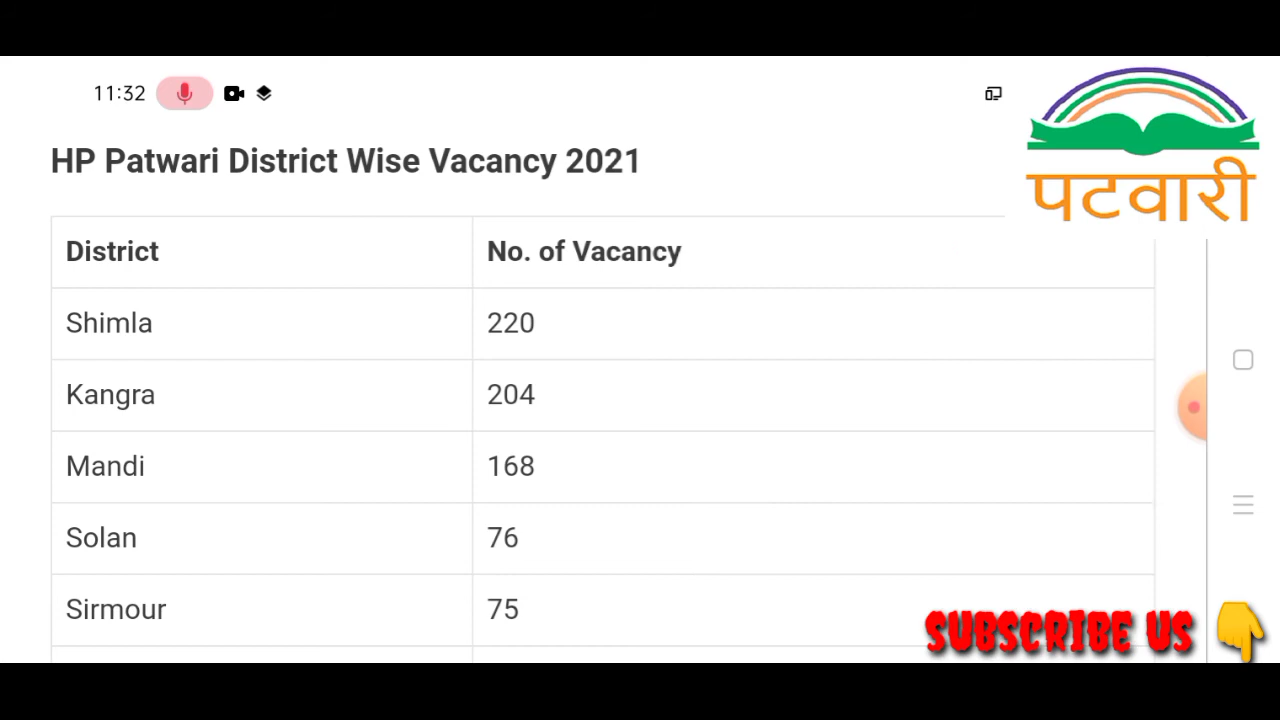 11:32
HP Patwari District Wise Vacancy 2021
पटवारी
District No. of Vacancy
Shimla 220
Kangra 204
Mandi 168
Solan 76
Sirmour 75
SUBSCRIBE US